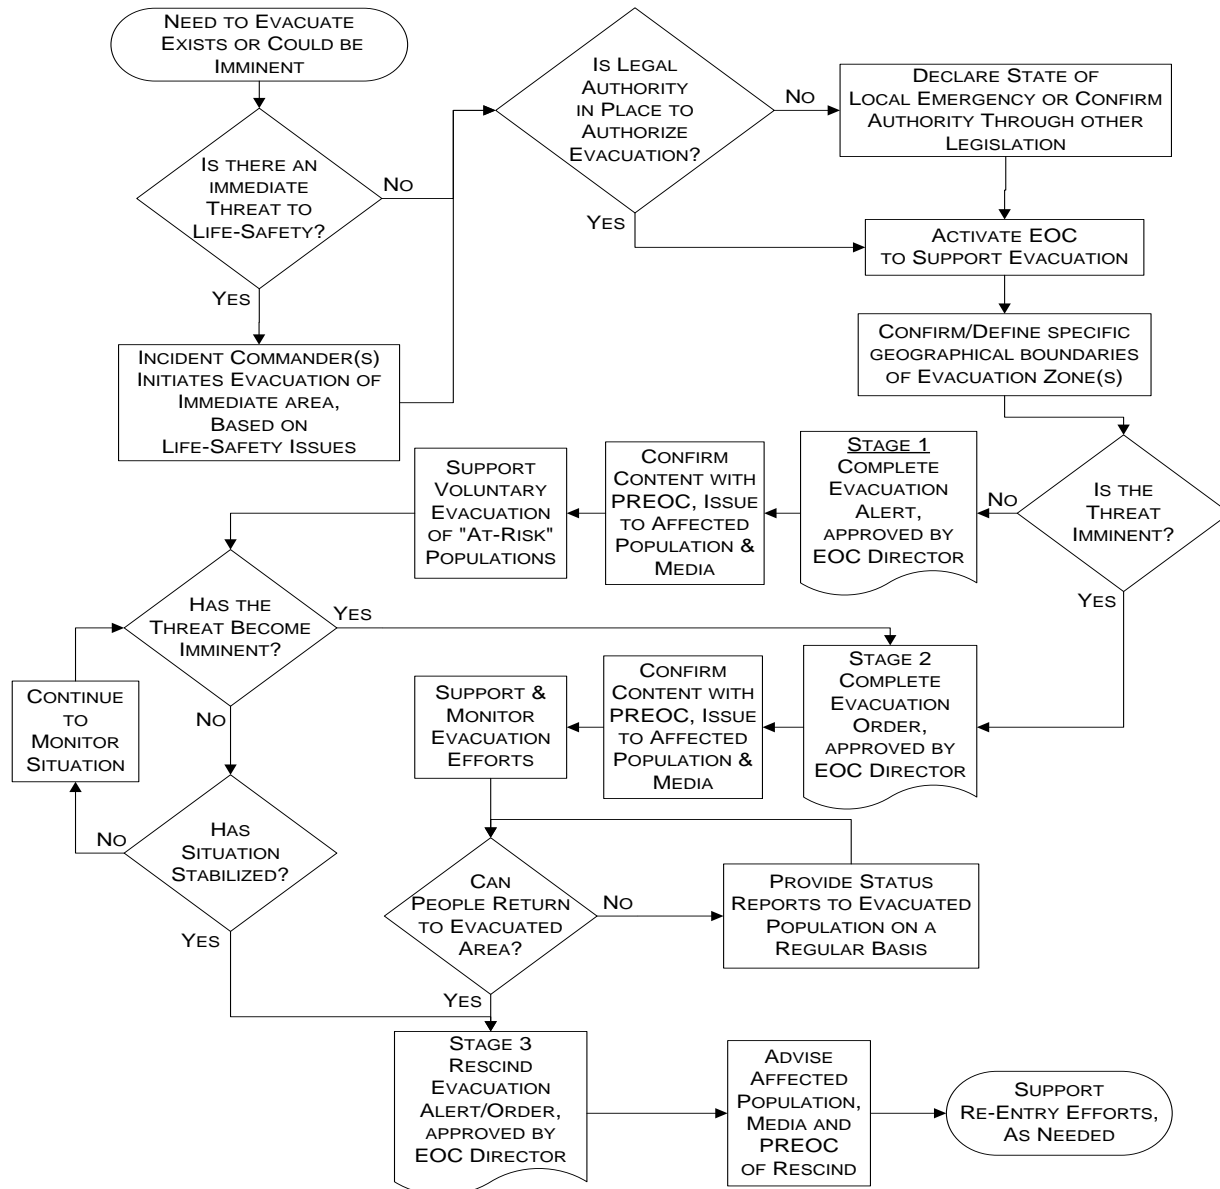 Need to Evacuate
Exists or Could be
Imminent
Is there an
immediate
Threat to
Life-Safety?
No
Yes
Incident Commander(s)
Initiates Evacuation of
Immediate area,
Based on
Life-Safety Issues
Is Legal
Authority
in Place to
Authorize
Evacuation?
No
Yes
Declare State of
Local Emergency or Confirm
Authority Through other
Legislation
Activate EOC
to Support Evacuation
Confirm/Define specific
geographical boundaries
of Evacuation Zone(s)
Is the
Threat
Imminent?
No
Yes
Stage 1
Complete
Evacuation
Alert,
approved by
EOC Director
Confirm
Content with
PREOC, Issue
to Affected
Population &
Media
Support
Voluntary
Evacuation
of "At-Risk"
Populations
Has the
Threat Become
Imminent?
Yes
No
Continue
to
Monitor
Situation
Has
Situation
Stabilized?
No
Yes
Stage 2
Complete
Evacuation
Order,
approved by
EOC Director
Confirm
Content with
PREOC, Issue
to Affected
Population &
Media
Support &
Monitor
Evacuation
Efforts
Can
People Return
to Evacuated
Area?
No
Yes
Provide Status
Reports to Evacuated
Population on a
Regular Basis
Stage 3
Rescind
Evacuation
Alert/Order,
approved by
EOC Director
Advise
Affected
Population,
Media and
PREOC
of Rescind
Support
Re-Entry Efforts,
As Needed